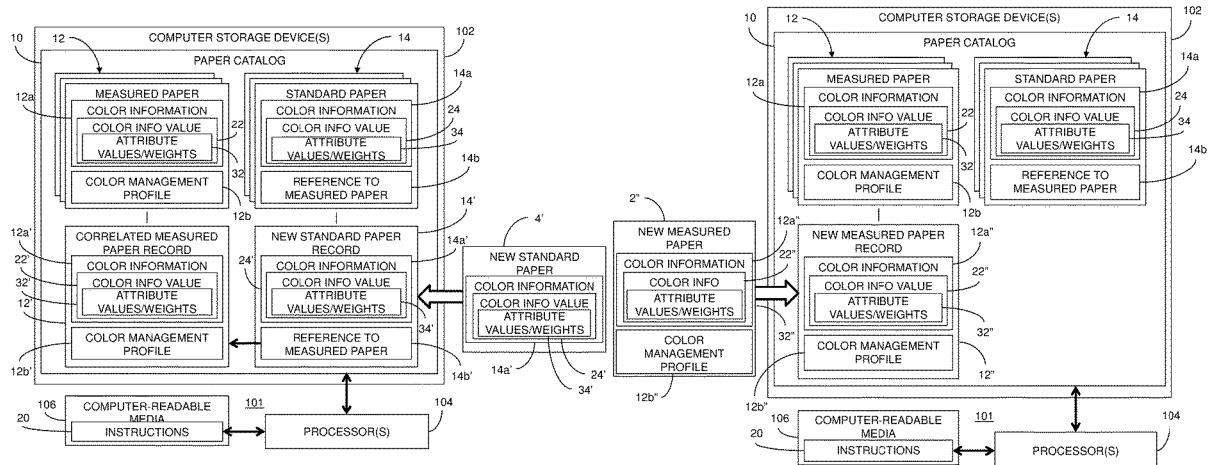 COMPUTER STORAGE DEVICE(S)
10
12
14
102
PAPER CATALOG
12a
MEASURED PAPER
COLOR INFORMATION
COLOR INFO VALUE
ATTRIBUTE
VALUES/WEIGHTS
22
32
COLOR MANAGEMENT
PROFILE
12b
STANDARD PAPER
COLOR INFORMATION
COLOR INFO VALUE
ATTRIBUTE
VALUES/WEIGHTS
14a
24
34
REFERENCE TO
MEASURED PAPER
14b
14'
12a'
22'
32'
12'
CORRELATED MEASURED
PAPER RECORD
COLOR INFORMATION
COLOR INFO VALUE
ATTRIBUTE
VALUES/WEIGHTS
COLOR MANAGEMENT
PROFILE
12b'
24'
NEW STANDARD PAPER
RECORD
COLOR INFORMATION
COLOR INFO VALUE
ATTRIBUTE
VALUES/WEIGHTS
14a'
34'
REFERENCE TO
MEASURED PAPER
14b'
106
COMPUTER-READABLE
MEDIA
20
INSTRUCTIONS
101
PROCESSOR(S)
104
4'
NEW STANDARD
PAPER
COLOR INFORMATION
COLOR INFO VALUE
ATTRIBUTE
VALUES/WEIGHTS
14a'
24'
34'
2"
NEW MEASURED
PAPER
COLOR INFORMATION
COLOR INFO
ATTRIBUTE
VALUES/WEIGHTS
12a"
22"
32"
COLOR
MANAGEMENT
PROFILE
12b"
COMPUTER STORAGE DEVICE(S)
10
12
14
102
PAPER CATALOG
12a
MEASURED PAPER
COLOR INFORMATION
COLOR INFO VALUE
ATTRIBUTE
VALUES/WEIGHTS
22
32
COLOR MANAGEMENT
PROFILE
12b
STANDARD PAPER
COLOR INFORMATION
COLOR INFO VALUE
ATTRIBUTE
VALUES/WEIGHTS
14a
24
34
REFERENCE TO
MEASURED PAPER
14b
NEW MEASURED PAPER
RECORD
COLOR INFORMATION
COLOR INFO VALUE
ATTRIBUTE
VALUES/WEIGHTS
12a"
22"
32"
COLOR MANAGEMENT
PROFILE
12"
12b"
106
COMPUTER-READABLE
MEDIA
20
INSTRUCTIONS
101
PROCESSOR(S)
104